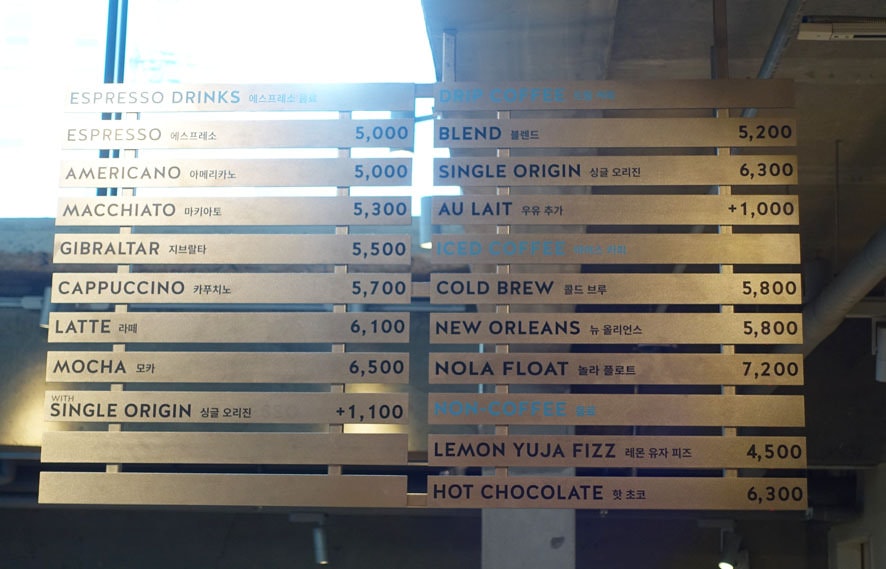 ESPRESSO DRINKS 에스프레소 음료
ESPRESSO 에스프레소 5,000
AMERICANO 아메리카노 5,000
MACCHIATO 마키아토 5,300
GIBRALTAR 지브랄타 5,500
CAPPUCCINO 카푸치노 5,700
LATTE 라떼 6,100
MOCHA 모카 6,500
WITH
SINGLE ORIGIN 싱글 오리진 +1,100
DRIP COFFEE
BLEND 블렌드 5,200
SINGLE ORIGIN 싱글 오리진 6,300
AU LAIT 우유 추가 +1,000
ICED COFFEE 아이스 커피
COLD BREW 콜드 브루 5,800
NEW ORLEANS 뉴 올리언스 5,800
NOLA FLOAT 놀라 플로트 7,200
NON-COFFEE 음료
LEMON YUJA FIZZ 레몬 유자 피즈 4,500
HOT CHOCOLATE 핫 초코 6,300